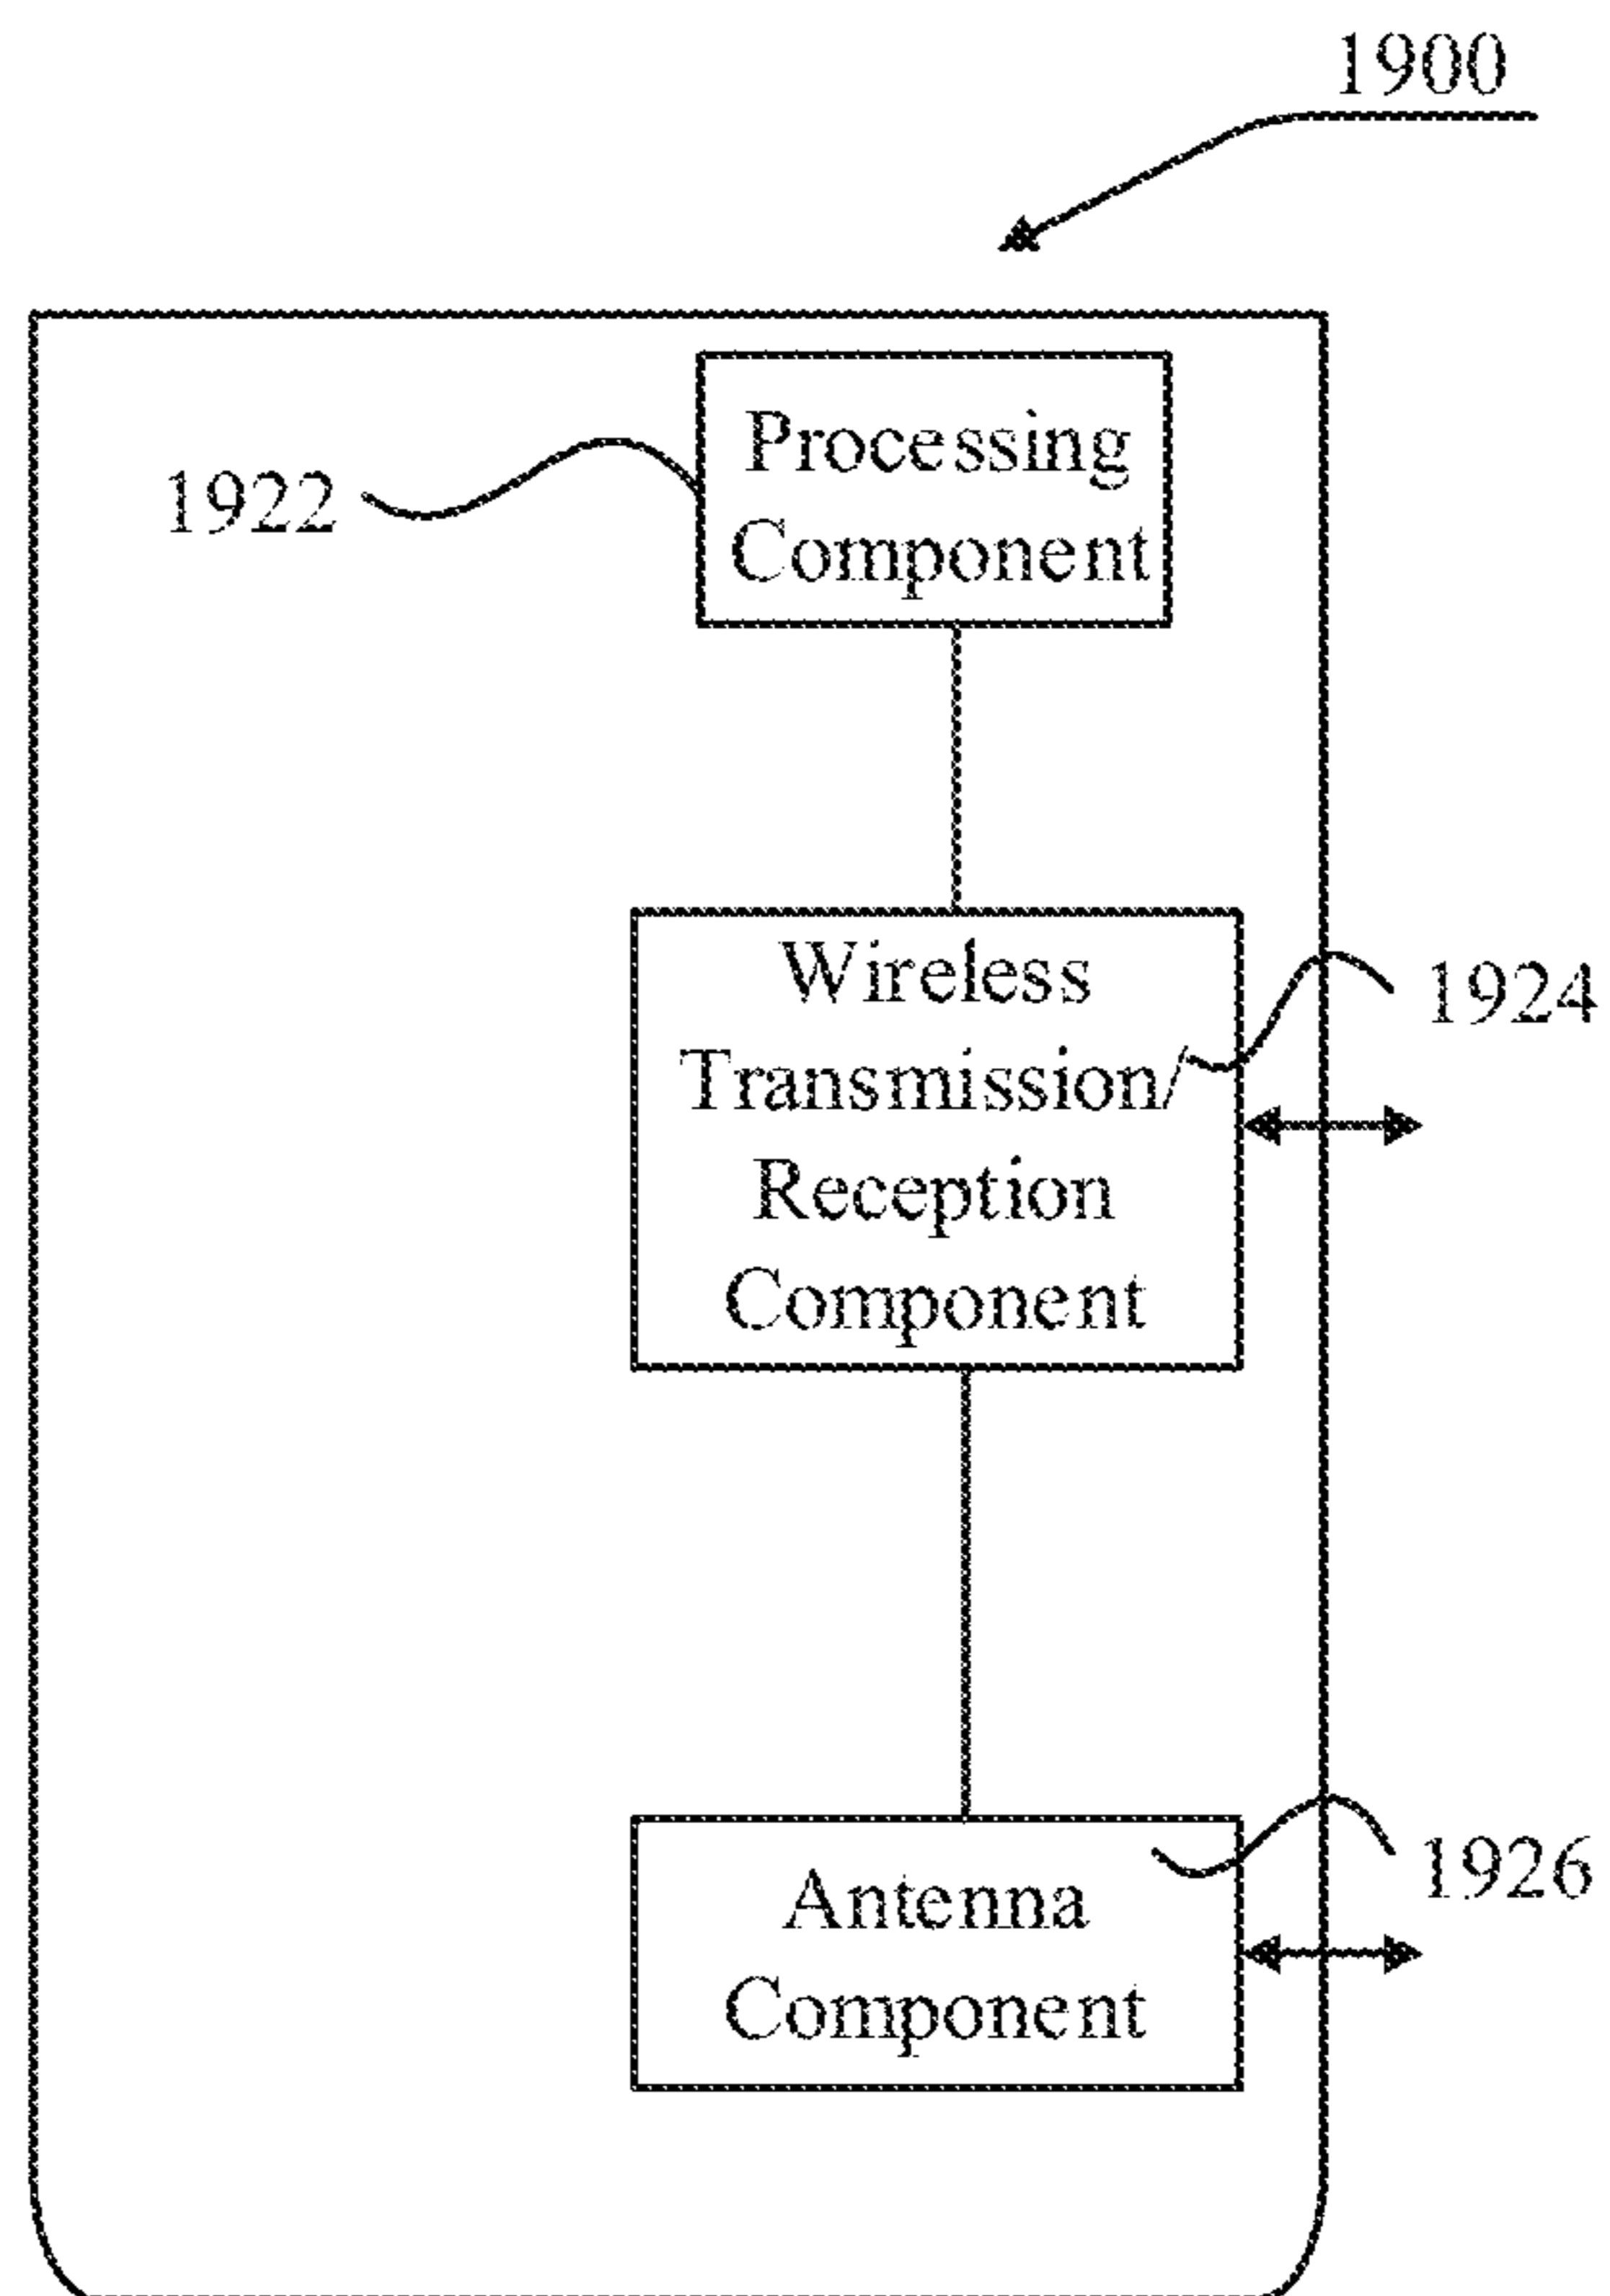 1900
Processing
Component
1922
Wireless
Transmission/
Reception
Component
1924
Antenna
Component
1926